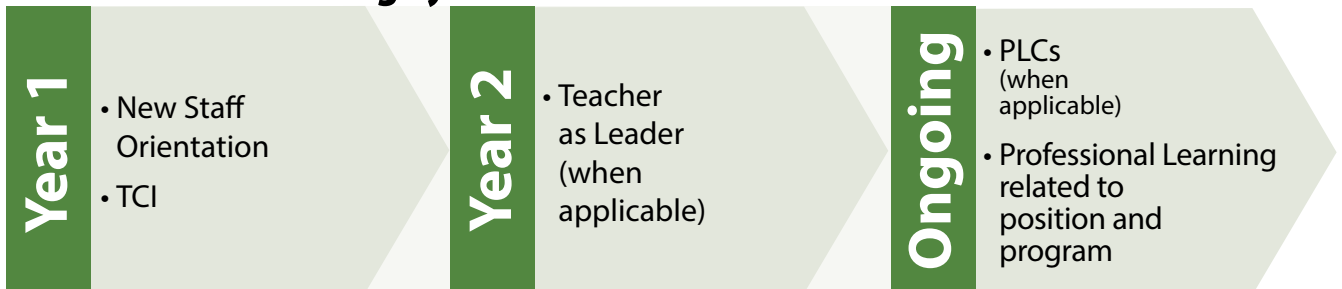 Year 1
• New Staff
Orientation
• TCI
Year 2
• Teacher
as Leader
(when
applicable)
Ongoing
• PLCs
(when
applicable)
• Professional Learning
related to
position and
program